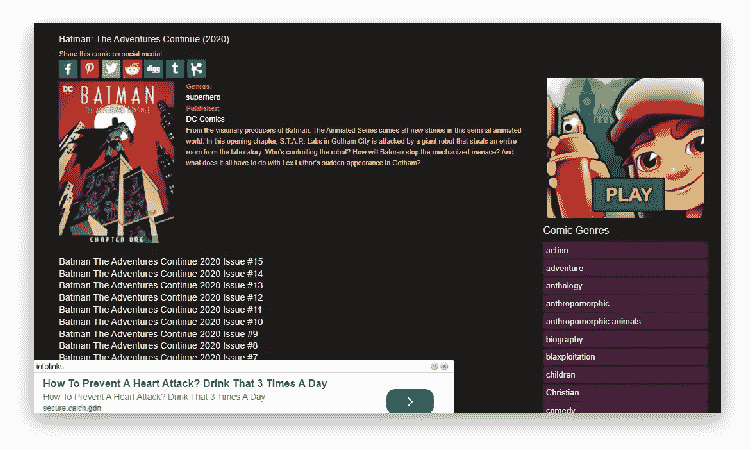 Batman: The Adventures Continue (2020)
Share this comic on social media!
digg
DC
BATMAN
CHAPTER ONE
Genres:
superhero
Publisher:
DC Comics
From the visionary producers of Batman: The Animated Series comes all new stories in this seminal animated
world. In this opening chapter, S.T.A.R. Labs in Gotham City is attacked by a giant robot that steals an entire
room from the laboratory. Who's controlling the robot? How will Batman stop the mechanized menace? And
what does it all have to do with Lex Luthor's sudden appearance in Gotham?
Batman The Adventures Continue 2020 Issue #15
Batman The Adventures Continue 2020 Issue #14
Batman The Adventures Continue 2020 Issue #13
Batman The Adventures Continue 2020 Issue #12
Batman The Adventures Continue 2020 Issue #11
Batman The Adventures Continue 2020 Issue #10
Batman The Adventures Continue 2020 Issue #9
Batman The Adventures Continue 2020 Issue #8
Batman The Adventures Continue 2020 Issue #7
infolinks
How To Prevent A Heart Attack? Drink That 3 Times A Day
How To Prevent A Heart Attack? Drink That 3 Times A Day
PLAY
Comic Genres
action
adventure
anthology
anthropomorphic
anthropomorphic animals
biography
blaxploitation
children
Christian
comedy